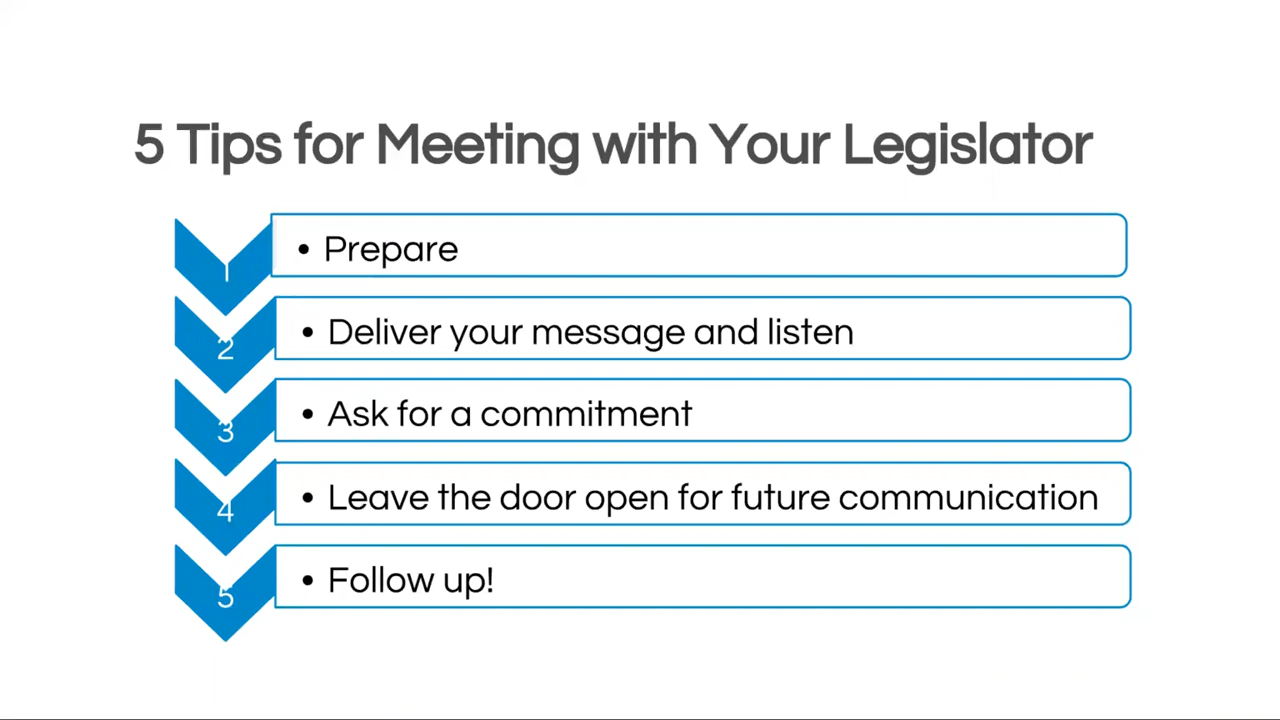 5 Tips for Meeting with Your Legislator
1
• Prepare
2
• Deliver your message and listen
3
• Ask for a commitment
4
• Leave the door open for future communication
5
• Follow up!